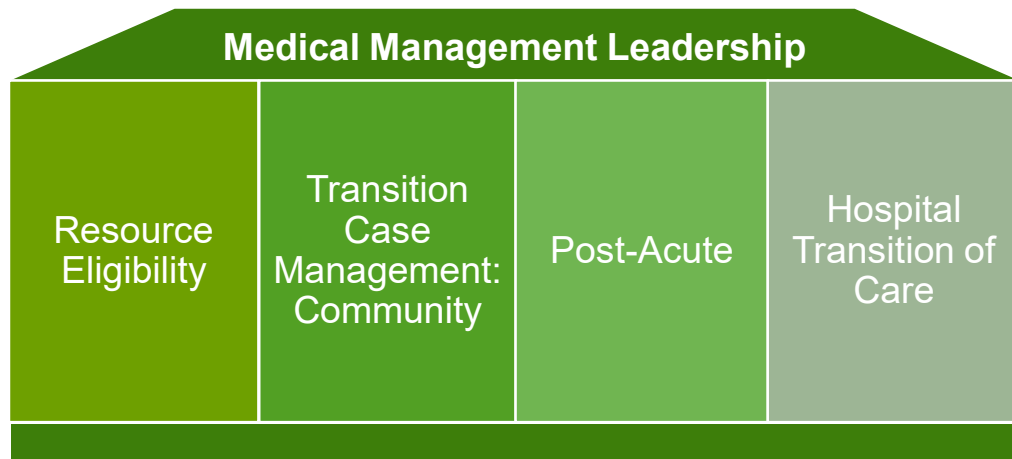 Medical Management Leadership
Resource
Eligibility
Transition
Case
Management:
Community
Post-Acute
Hospital
Transition of
Care